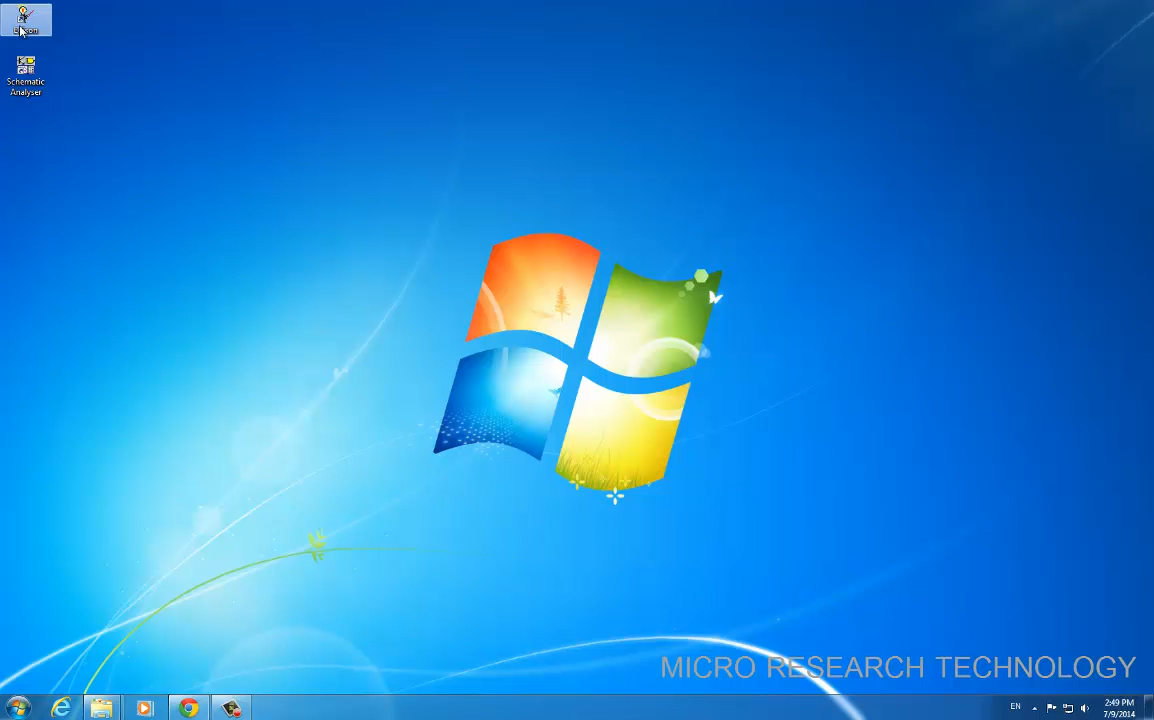 Schematic
Analyser
MICRO RESEARCH TECHNOLOGY
EN
2:49 PM
7/9/2014